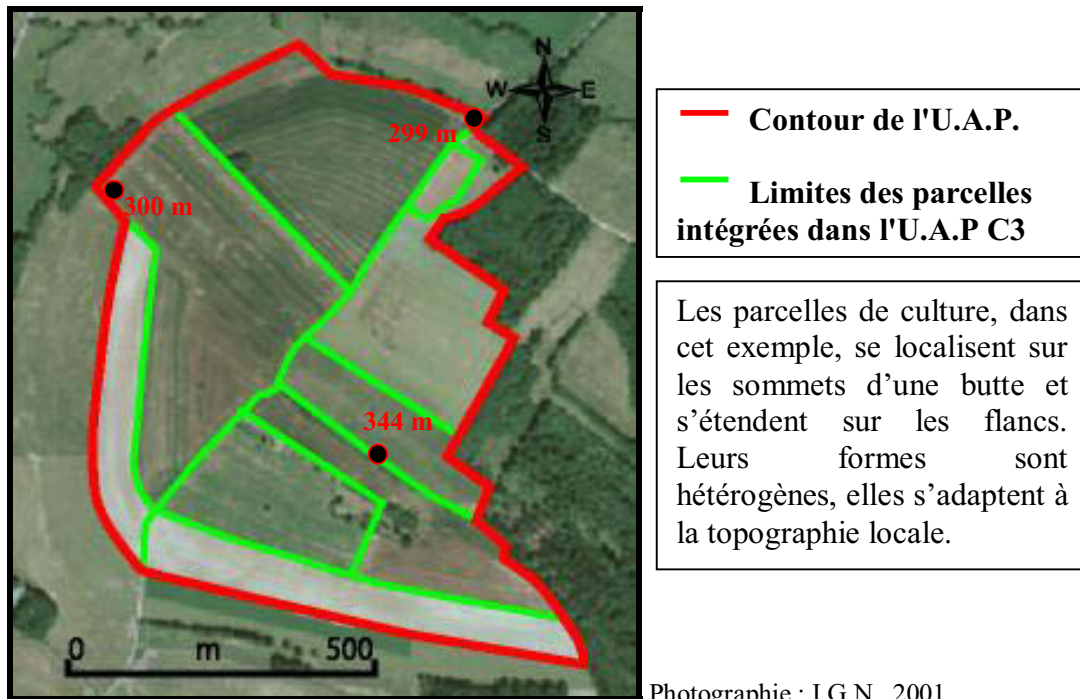 N
W E
S
299 m
300 m
344 m
0 m 500
Contour de l'U.A.P.
Limites des parcelles
intégrées dans l'U.A.P C3
Les parcelles de culture, dans
cet exemple, se localisent sur
les sommets d'une butte et
s'étendent sur les flancs.
Leurs formes sont
hétérogènes, elles s'adaptent à
la topographie locale.
Photographie : I.G.N., 2001